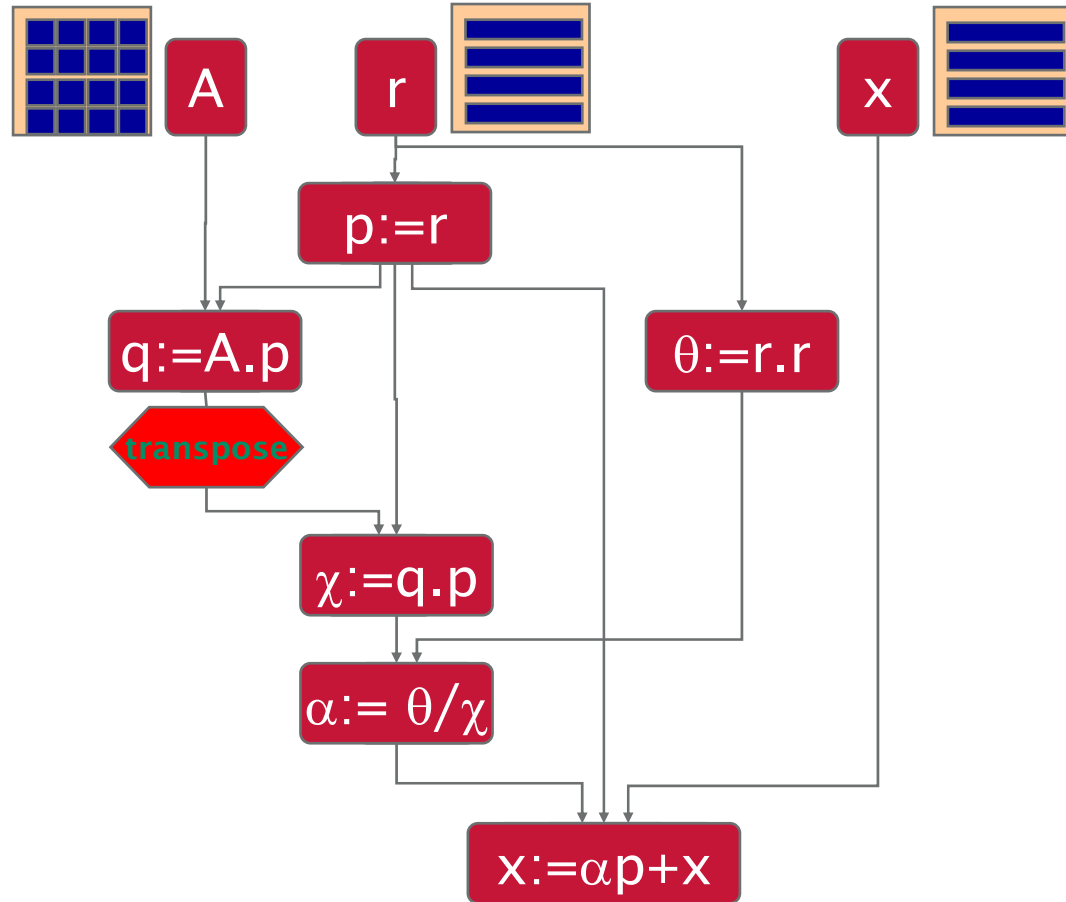 A
r
x
p:=r
q:=A.p
θ:=r.r
transpose
χ:=q.p
α:= θ/χ
x:=αp+x